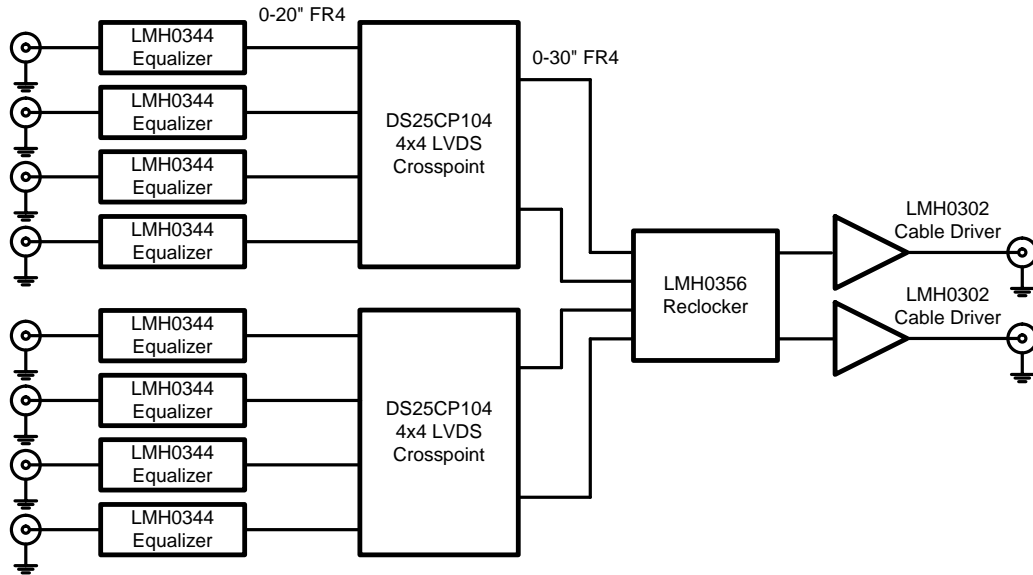 0-20" FR4
LMH0344
Equalizer
LMH0344
Equalizer
LMH0344
Equalizer
LMH0344
Equalizer
DS25CP104
4x4 LVDS
Crosspoint
0-30" FR4
LMH0344
Equalizer
LMH0344
Equalizer
LMH0344
Equalizer
LMH0344
Equalizer
DS25CP104
4x4 LVDS
Crosspoint
LMH0356
Reclocker
LMH0302
Cable Driver
LMH0302
Cable Driver